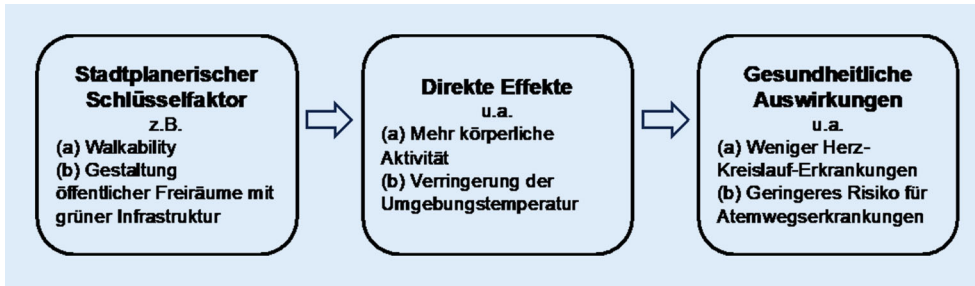 Stadtplanerischer
Schlüsselfaktor
z.B.
(a) Walkability
(b) Gestaltung
öffentlicher Freiräume mit
grüner Infrastruktur
Direkte Effekte
u.a.
(a) Mehr körperliche
Aktivität
(b) Verringerung der
Umgebungstemperatur
Gesundheitliche
Auswirkungen
u.a.
(a) Weniger Herz-
Kreislauf-Erkrankungen
(b) Geringeres Risiko für
Atemwegserkrankungen